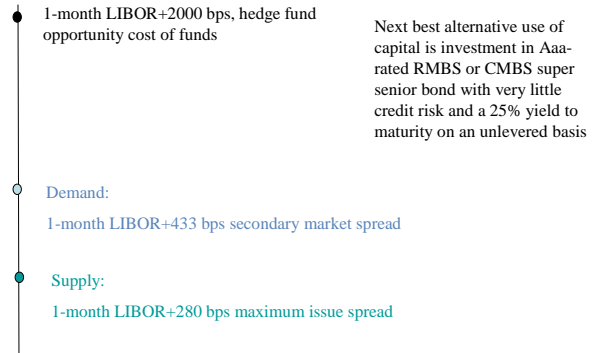 1-month LIBOR+2000 bps, hedge fund
opportunity cost of funds
Next best alternative use of
capital is investment in Aaa-
rated RMBS or CMBS super
senior bond with very little
credit risk and a 25% yield to
maturity on an unlevered basis
Demand:
1-month LIBOR+433 bps secondary market spread
Supply:
1-month LIBOR+280 bps maximum issue spread